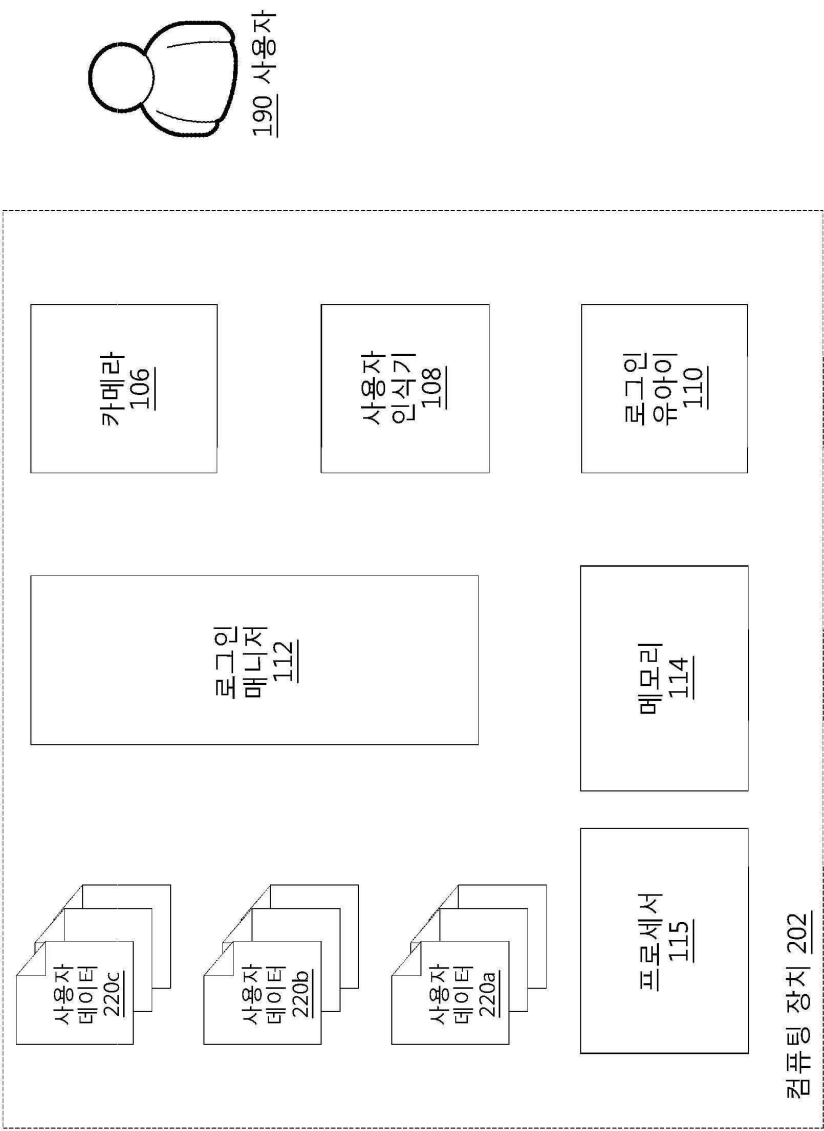 190 사용자
카메라
106
사용자
인식기
108
로그인
유아이
110
로그인
매니저
112
메모리
114
사용자
데이터
220c
사용자
데이터
220b
사용자
데이터
220a
프로세서
115
컴퓨팅 장치 202